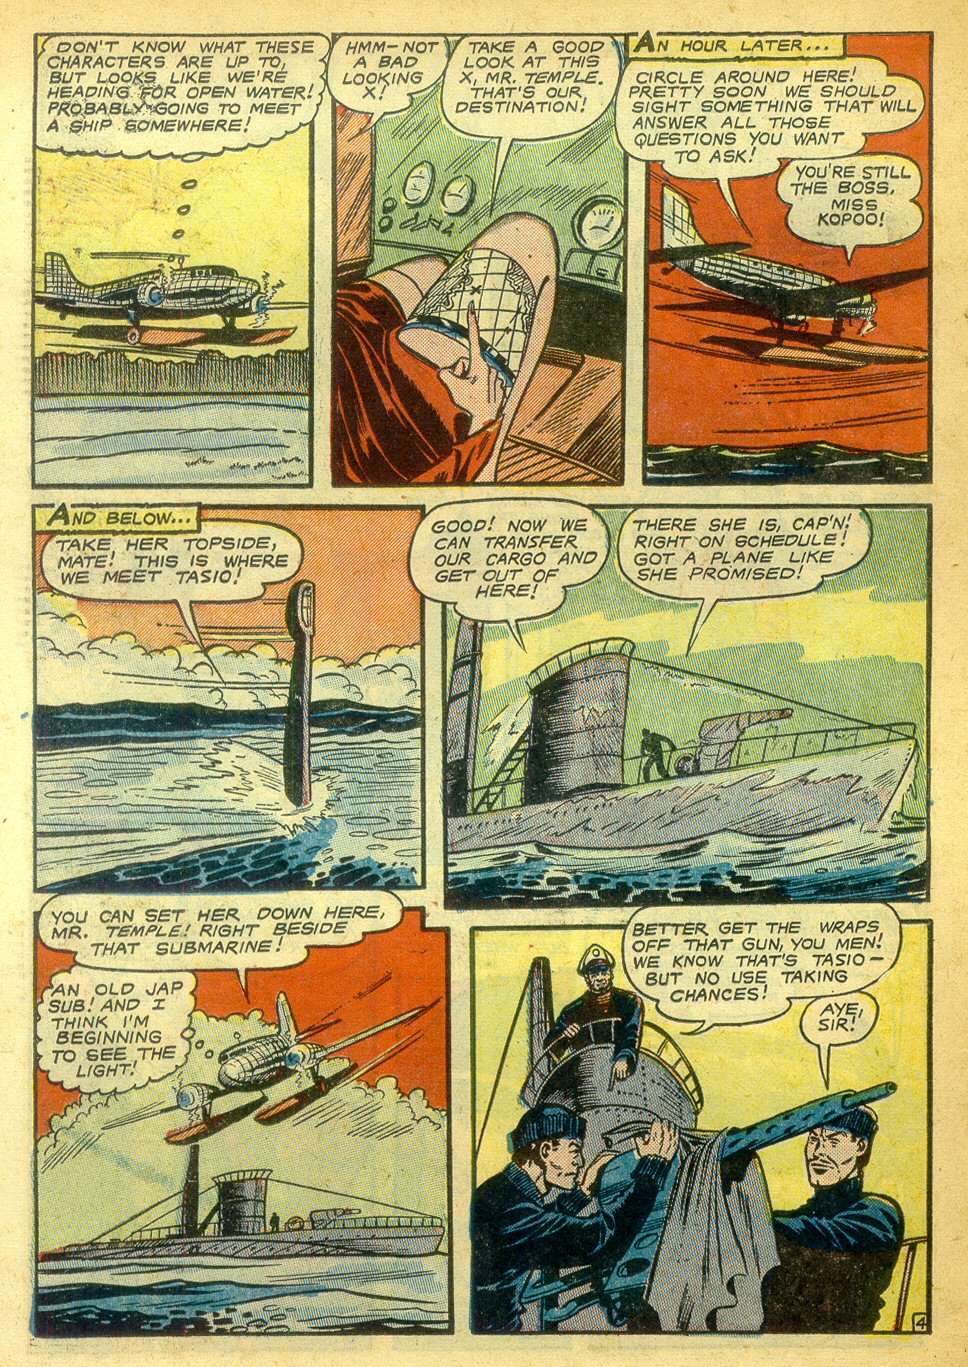 DON'T KNOW WHAT THESE
CHARACTERS ARE UP TO,
BUT LOOKS LIKE WE'RE
HEADING FOR OPEN WATER!
PROBABLY GOING TO MEET
A SHIP SOMEWHERE!
HMM-NOT
A BAD
LOOKING
X!
TAKE A GOOD
LOOK AT THIS
X, MR. TEMPLE.
THAT'S OUR
DESTINATION!
X
AN HOUR LATER...
CIRCLE AROUND HERE!
PRETTY SOON WE SHOULD
SIGHT SOMETHING THAT WILL
ANSWER ALL THOSE
QUESTIONS YOU WANT
TO ASK!
YOU'RE STILL
THE BOSS,
MISS
KOPOO!
AND BELOW...
TAKE HER TOPSIDE,
MATE! THIS IS WHERE
WE MEET TASIO!
GOOD! NOW WE
CAN TRANSFER
OUR CARGO AND
GET OUT OF
HERE!
THERE SHE IS, CAP'N!
RIGHT ON SCHEDULE!
GOT A PLANE LIKE
SHE PROMISED!
YOU CAN SET HER DOWN HERE,
MR. TEMPLE! RIGHT BESIDE
THAT SUBMARINE!
AN OLD JAP
SUB! AND I
THINK I'M
BEGINNING
TO SEE THE
LIGHT!
BETTER GET THE WRAPS
OFF THAT GUN, YOU MEN!
WE KNOW THAT'S TASIO-
BUT NO USE TAKING
CHANCES!
AYE,
SIR!
4